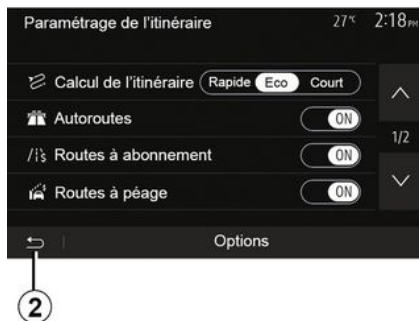 Paramétrage de l'itinéraire 27°C 2:18PM
Calcul de l'itinéraire Rapide Eco Court
Autoroutes ON
1/2
Routes à abonnement ON
Routes à péage ON
Options
2